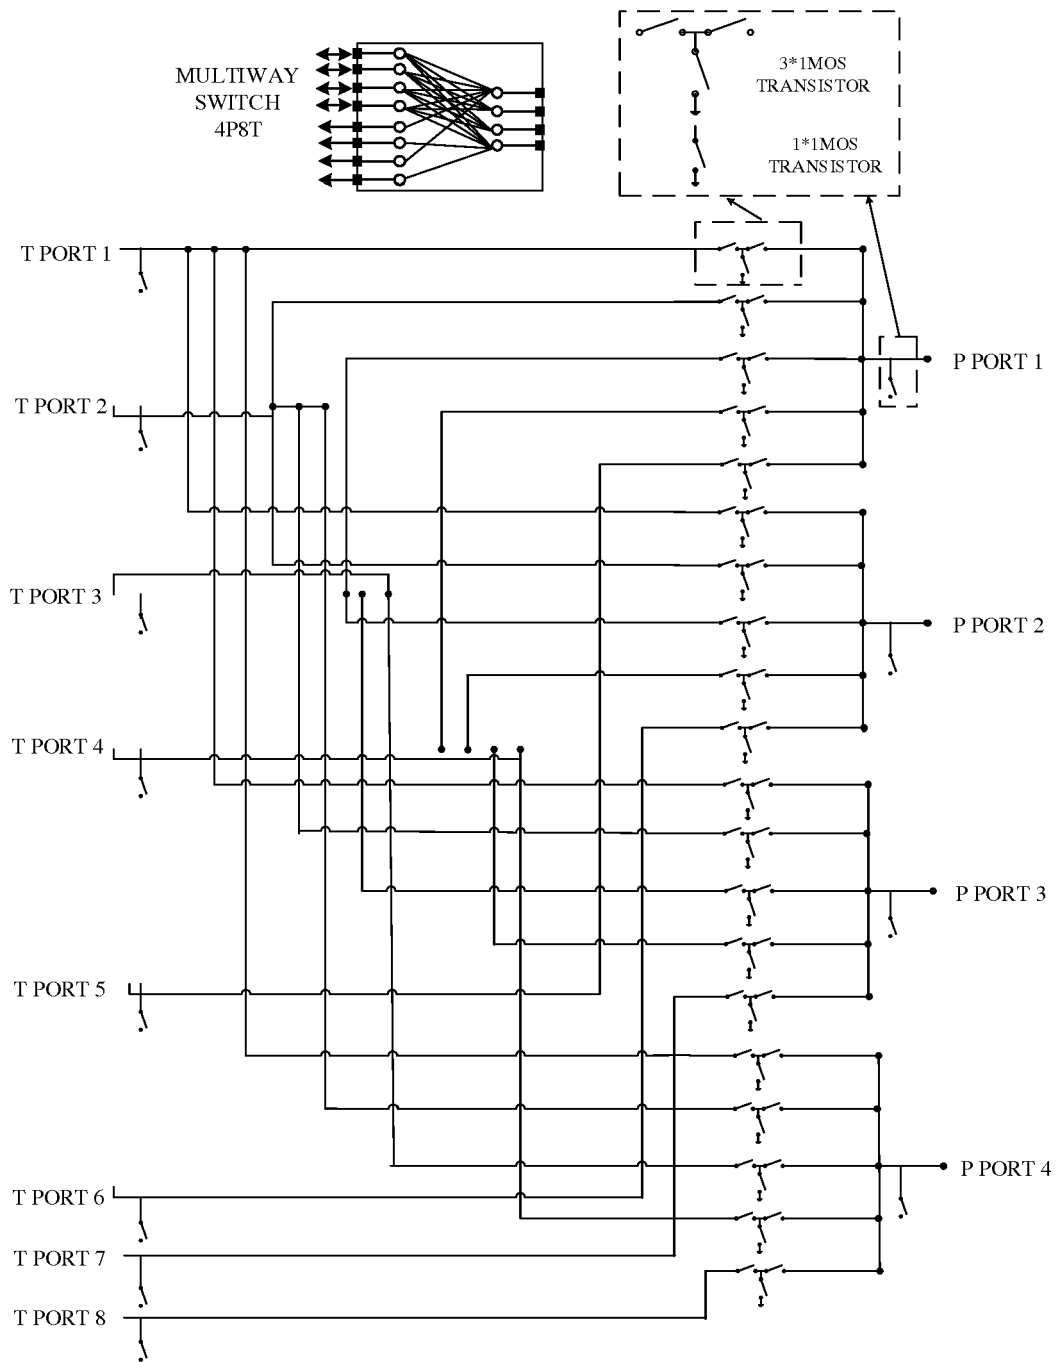 MULTIWAY
SWITCH
4P8T
3*1MOS
TRANSISTOR
1*1MOS
TRANSISTOR
T PORT 1
P PORT 1
T PORT 2
T PORT 3
P PORT 2
T PORT 4
P PORT 3
T PORT 5
P PORT 4
T PORT 6
T PORT 7
T PORT 8